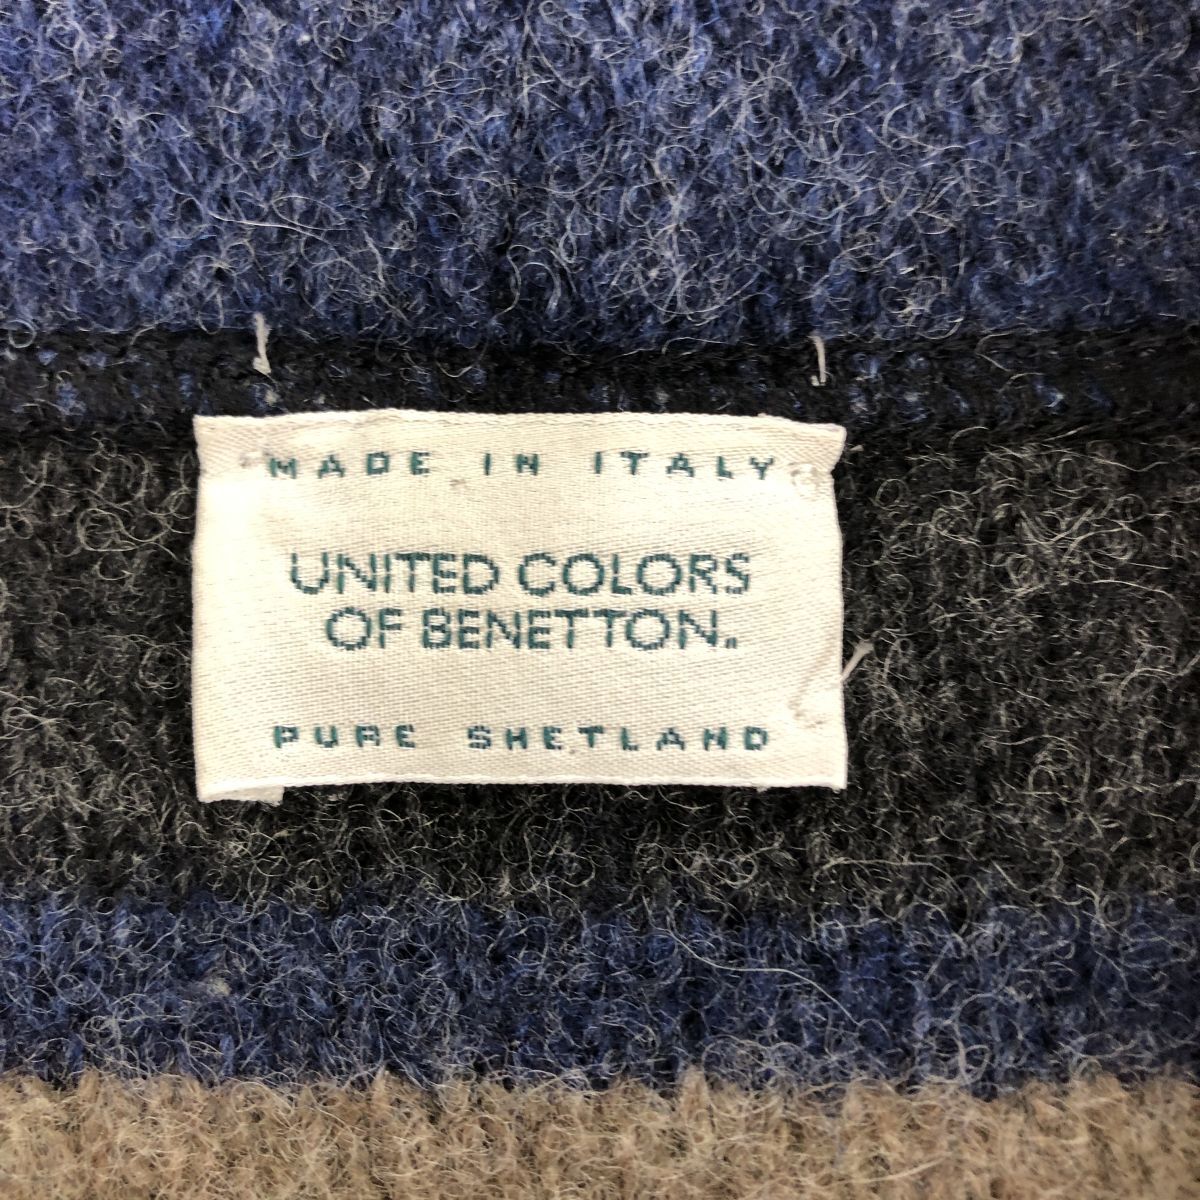 MADE IN ITALY
UNITED COLORS
OF BENETTON.
PURE SHETLAND